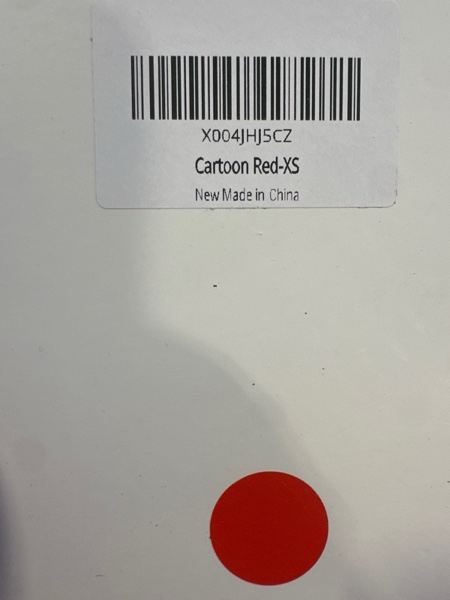 X004JHJ5CZ
Cartoon Red-XS
New Made in China